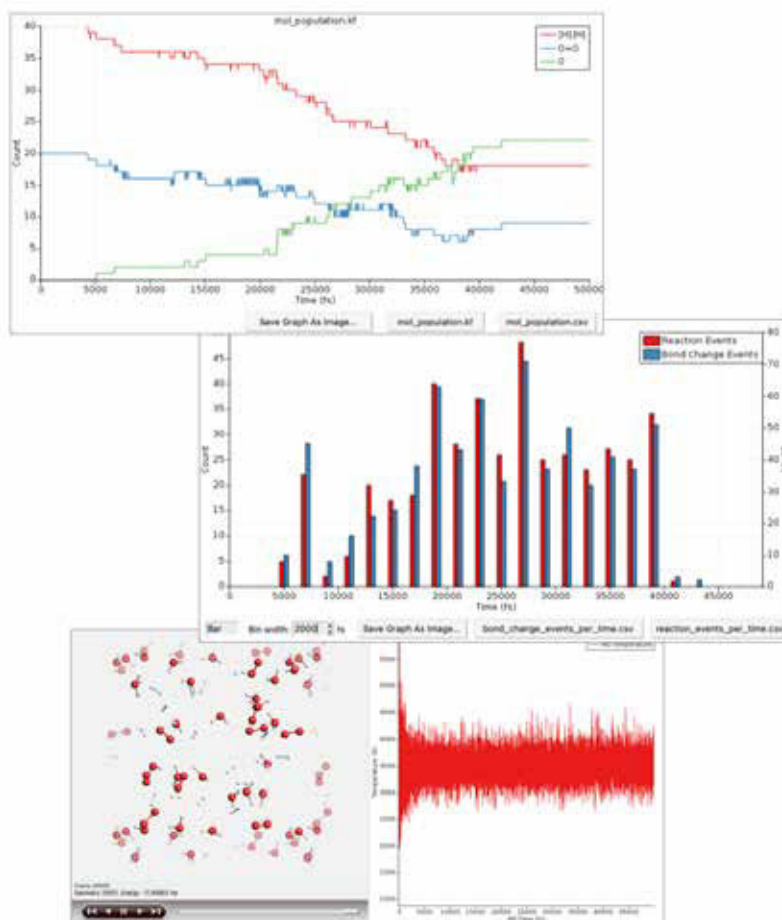 mol_population.kf
[H][H]
O=O
O
40
35
30
25
20
15
10
5
0
Count
0 5000 10000 15000 20000 25000 30000 35000 40000 45000 50000
Time (fs)
Save Graph As Image... mol_population.kf mol_population.csv
Reaction Events
Bond Change Events
45
40
35
30
25
20
15
10
5
0
Count
80
70
60
50
40
30
20
10
0
0 5000 10000 15000 20000 25000 30000 35000 40000 45000
Time (fs)
Bar Bin width: 2000 fs Save Graph As Image... bond_change_events_per_time.csv reaction_events_per_time.csv